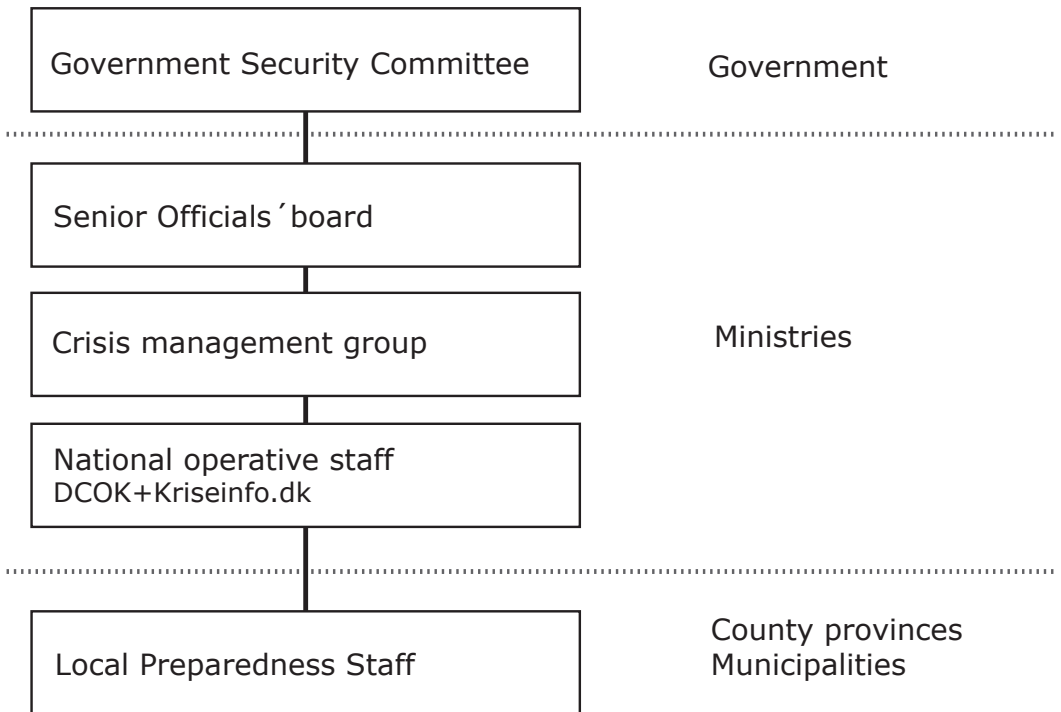 Government Security Committee
Government
Senior Officials´board
Crisis management group
Ministries
National operative staff
DCOK+Kriseinfo.dk
Local Preparedness Staff
County provinces
Municipalities